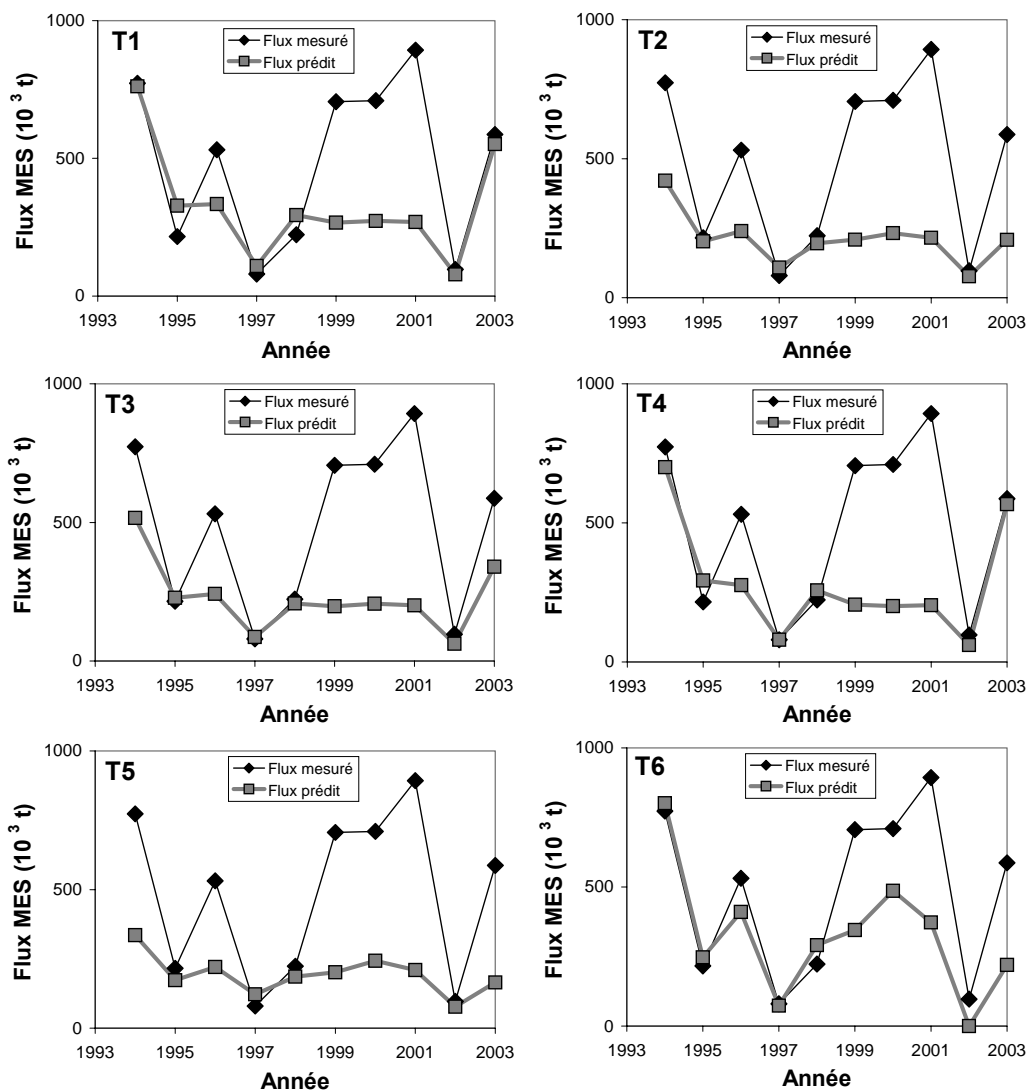 T1
Flux mesuré
Flux prédit
Flux MES (10 ³ t)
1000
500
0
1993 1995 1997 1999 2001 2003
Année
T2
Flux mesuré
Flux prédit
Flux MES (10 ³ t)
1000
500
0
1993 1995 1997 1999 2001 2003
Année
T3
Flux mesuré
Flux prédit
Flux MES (10 ³ t)
1000
500
0
1993 1995 1997 1999 2001 2003
Année
T4
Flux mesuré
Flux prédit
Flux MES (10 ³ t)
1000
500
0
1993 1995 1997 1999 2001 2003
Année
T5
Flux mesuré
Flux prédit
Flux MES (10 ³ t)
1000
500
0
1993 1995 1997 1999 2001 2003
Année
T6
Flux mesuré
Flux prédit
Flux MES (10 ³ t)
1000
500
0
1993 1995 1997 1999 2001 2003
Année